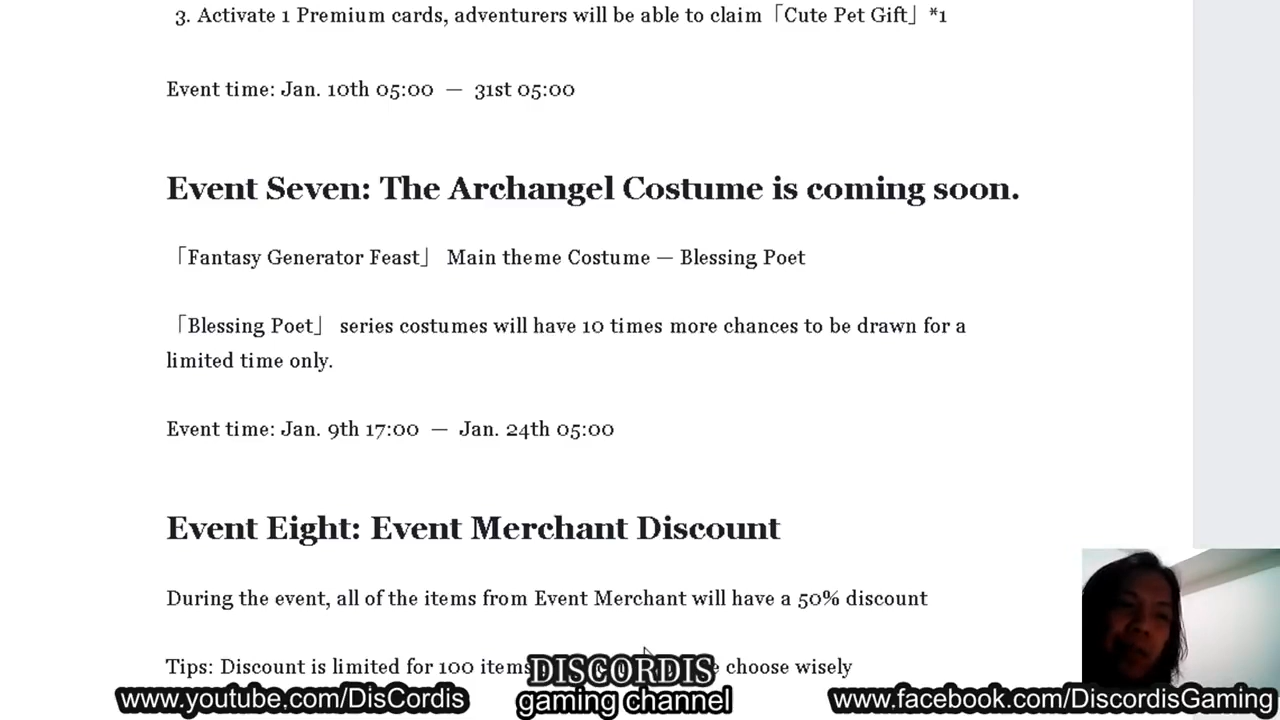 3. Activate 1 Premium cards, adventurers will be able to claim「Cute Pet Gift」*1
Event time: Jan. 10th 05:00 — 31st 05:00
Event Seven: The Archangel Costume is coming soon.
「Fantasy Generator Feast」 Main theme Costume — Blessing Poet
「Blessing Poet」 series costumes will have 10 times more chances to be drawn for a
limited time only.
Event time: Jan. 9th 17:00 — Jan. 24th 05:00
Event Eight: Event Merchant Discount
During the event, all of the items from Event Merchant will have a 50% discount
Tips: Discount is limited for 100 items choose wisely
DISCORDIS
www.youtube.com/DisCordis gaming channel www.facebook.com/DiscordisGaming